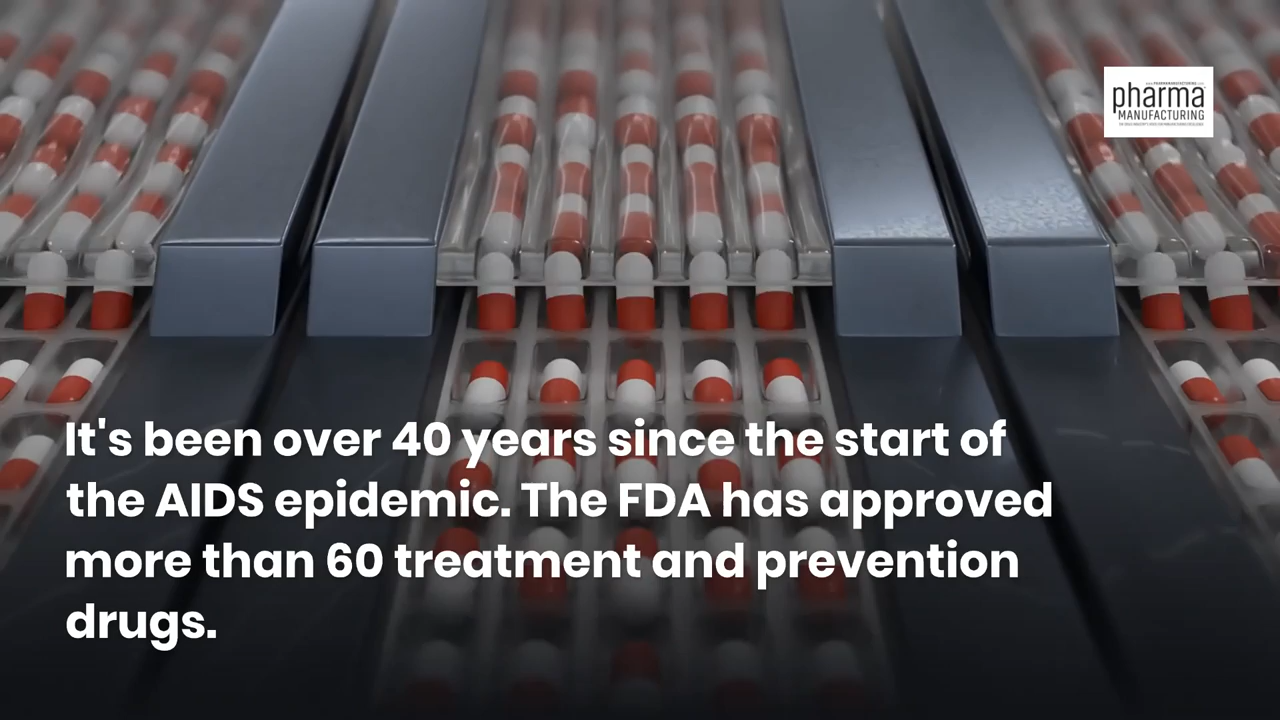 pharma
MANUFACTURING
It's been over 40 years since the start of
the AIDS epidemic. The FDA has approved
more than 60 treatment and prevention
drugs.